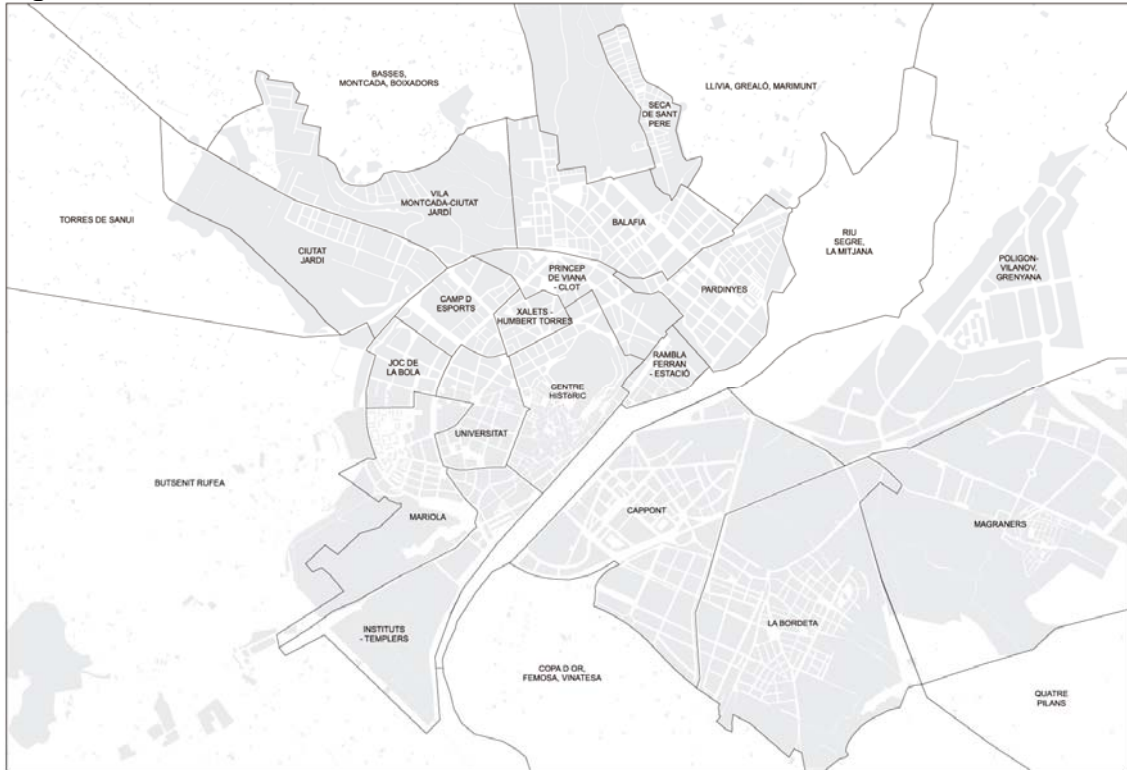 BASSES,
MONTCADA, BOIXADORS
LLIVIA, GREALÓ, MARIMUNT
SECA
DE SANT
PERE
VILA
MONTCADA-CIUTAT
JARDÍ
TORRES DE SANUI
BALAFIA
RIU
SEGRE,
LA MITJANA
CIUTAT
JARDI
POLIGON-
VILANOV.
GRENYANA
PRINCEP
DE VIANA
- CLOT
PARDINYES
CAMP D
ESPORTS
XALETS -
HUMBERT TORRES
JOC DE
LA BOLA
RAMBLA
FERRAN
- ESTACIÓ
CENTRE
HISTÒRIC
UNIVERSITAT
BUTSENIT RUFEA
MARIOLA
CAPPONT
MAGRANERS
INSTITUTS
- TEMPLERS
LA BORDETA
COPA D OR,
FEMOSA, VINATESA
QUATRE
PILANS